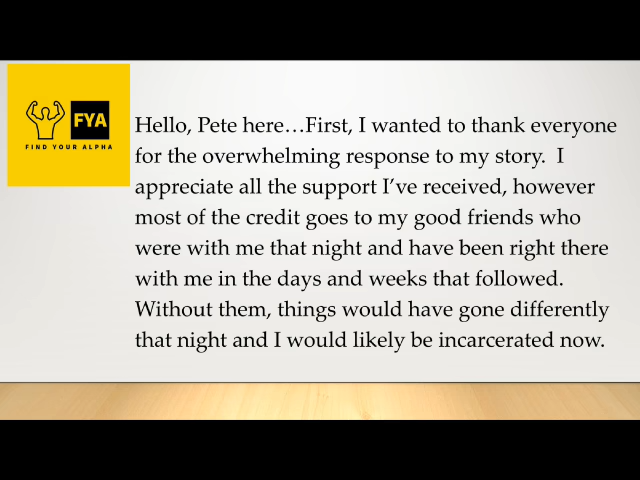 FYA
FIND YOUR ALPHA
Hello, Pete here…First, I wanted to thank everyone
for the overwhelming response to my story.  I
appreciate all the support I’ve received, however
most of the credit goes to my good friends who
were with me that night and have been right there
with me in the days and weeks that followed.
Without them, things would have gone differently
that night and I would likely be incarcerated now.